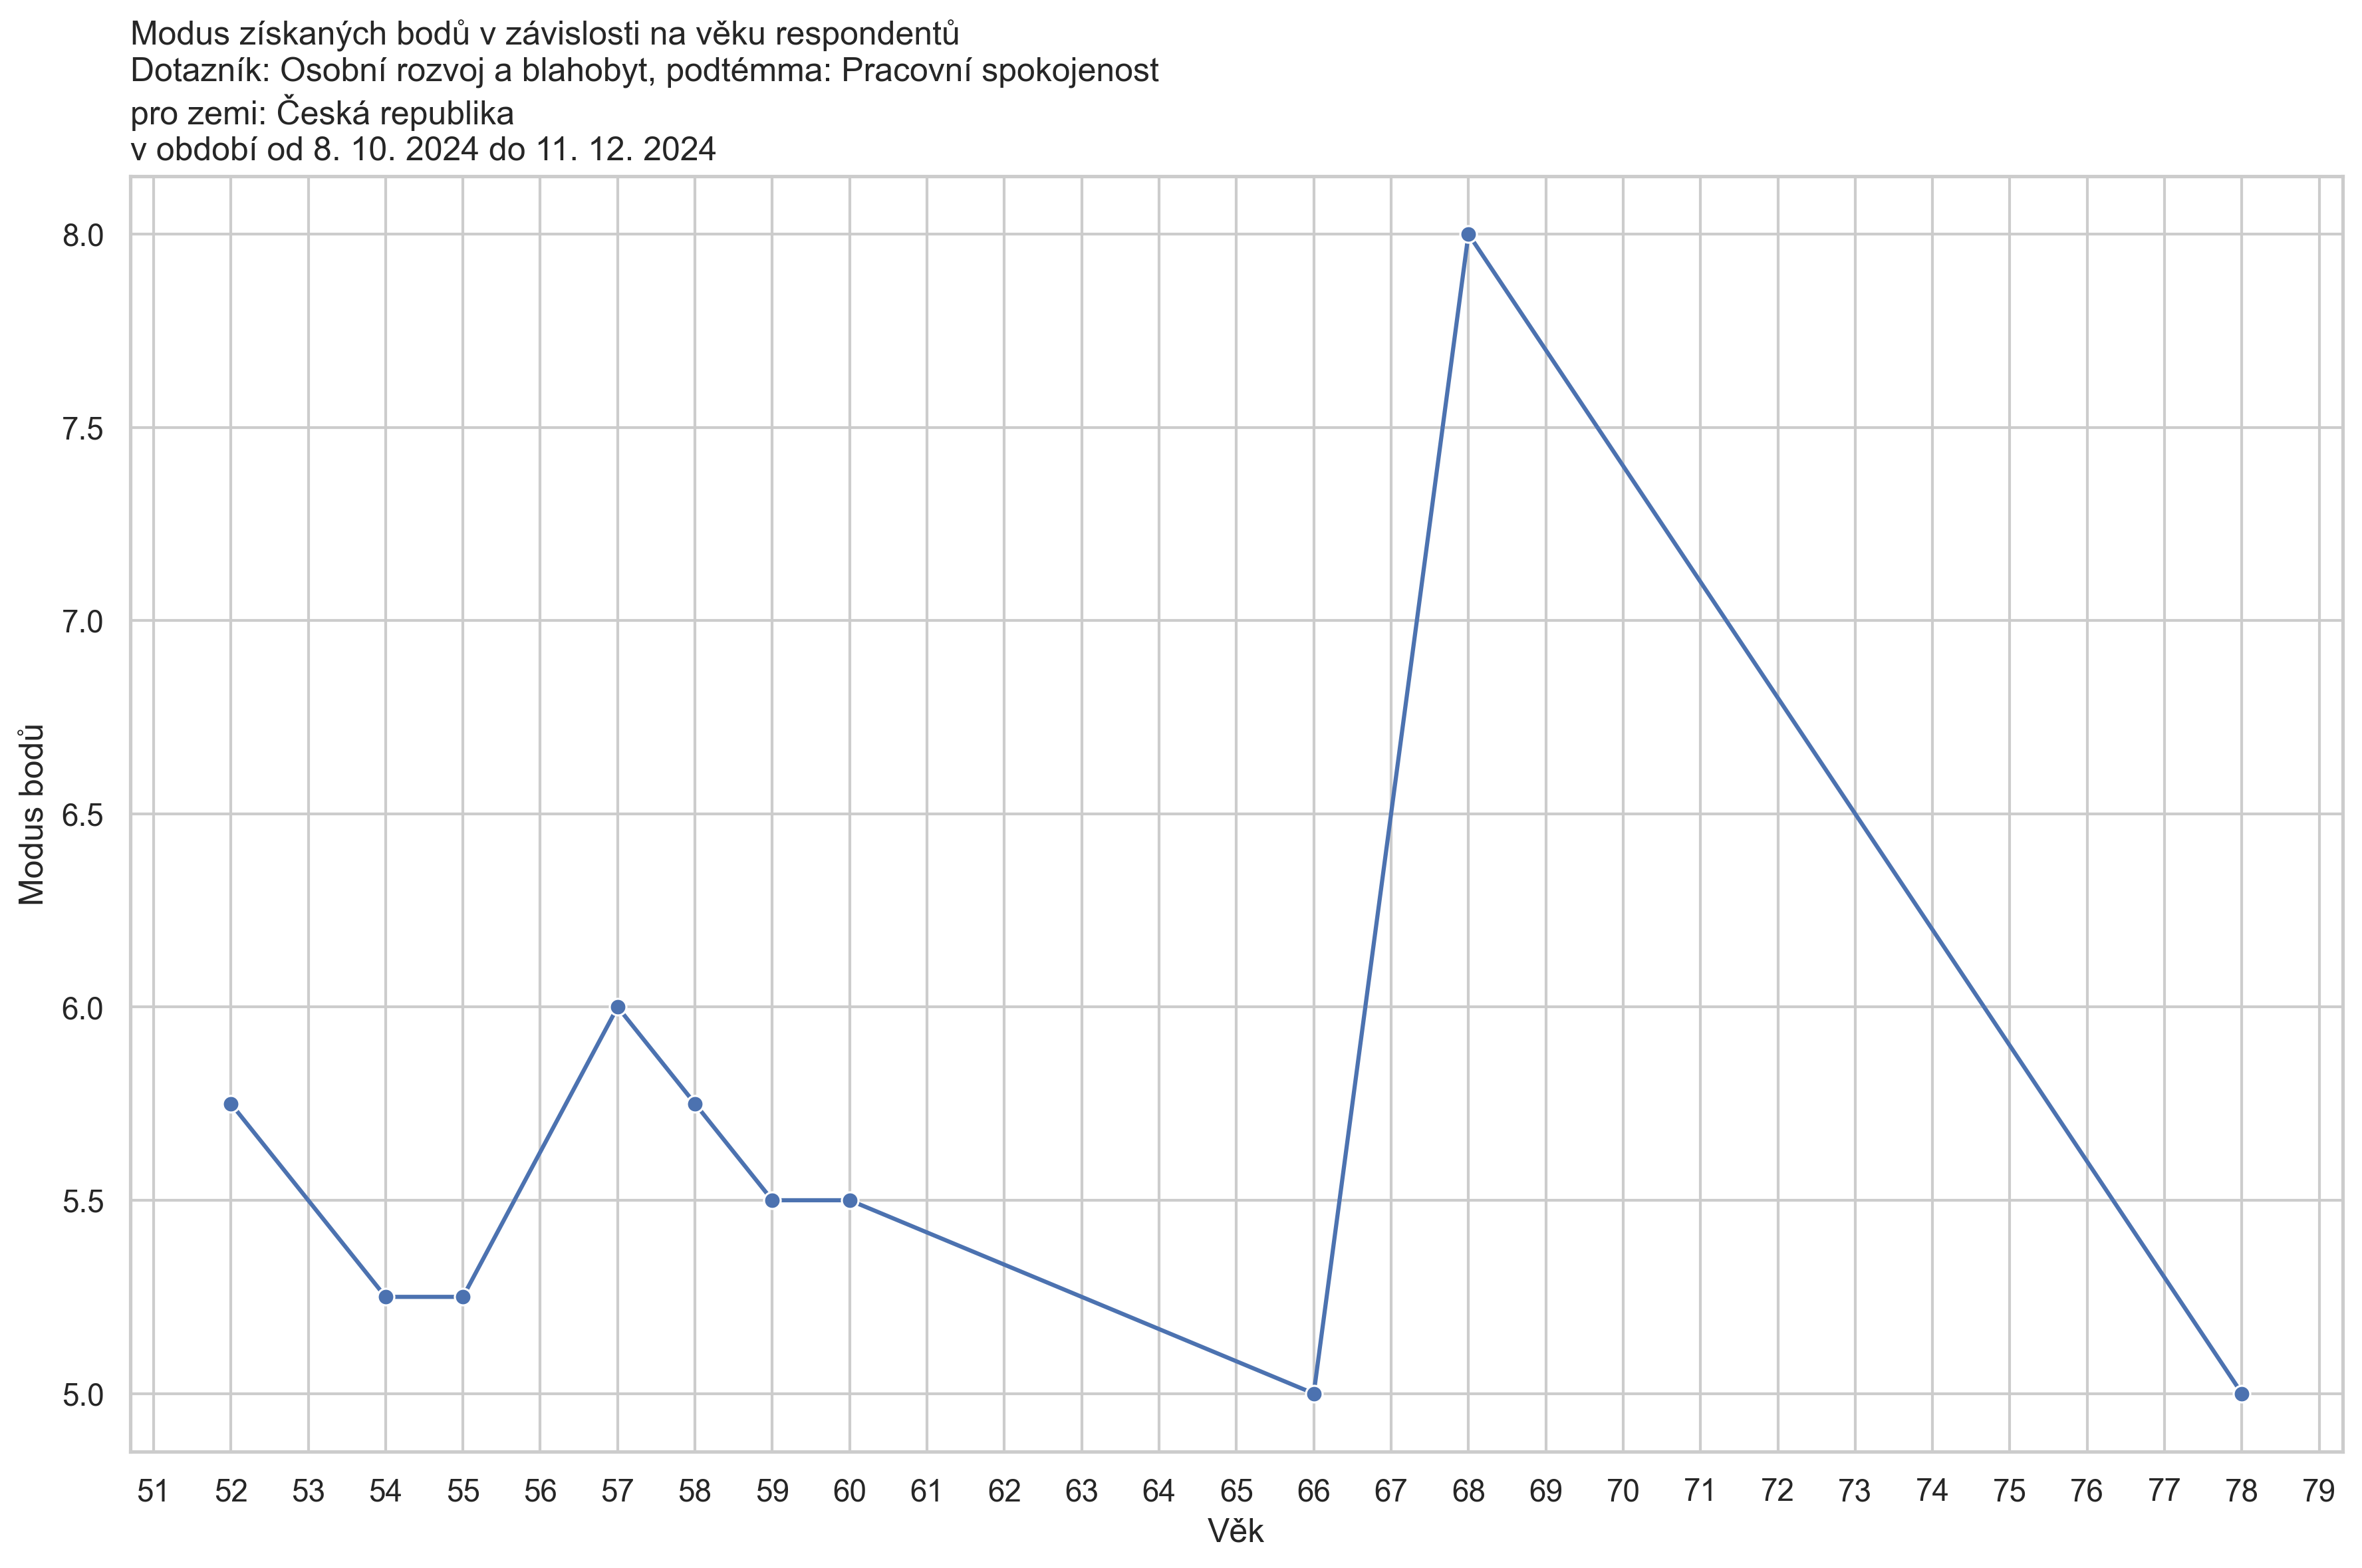 Modus získaných bodů v závislosti na věku respondentů
Dotazník: Osobní rozvoj a blahobyt, podtémma: Pracovní spokojenost
pro zemi: Česká republika
v období od 8. 10. 2024 do 11. 12. 2024
8.0
7.5
7.0
6.5
6.0
5.5
5.0
Modus bodů
51 52 53 54 55 56 57 58 59 60 61 62 63 64 65 66 67 68 69 70 71 72 73 74 75 76 77 78 79
Věk